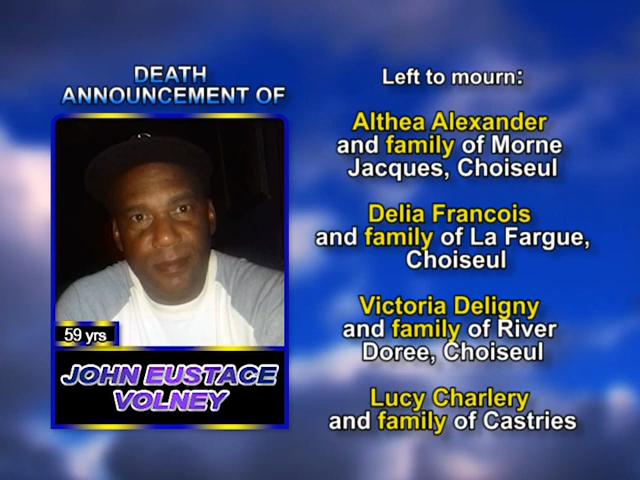 DEATH
ANNOUNCEMENT OF
59 yrs
JOHN EUSTACE
VOLNEY
Left to mourn:
Althea Alexander
and family of Morne
Jacques, Choiseul
Delia Francois
and family of La Fargue,
Choiseul
Victoria Deligny
and family of River
Doree, Choiseul
Lucy Charlery
and family of Castries